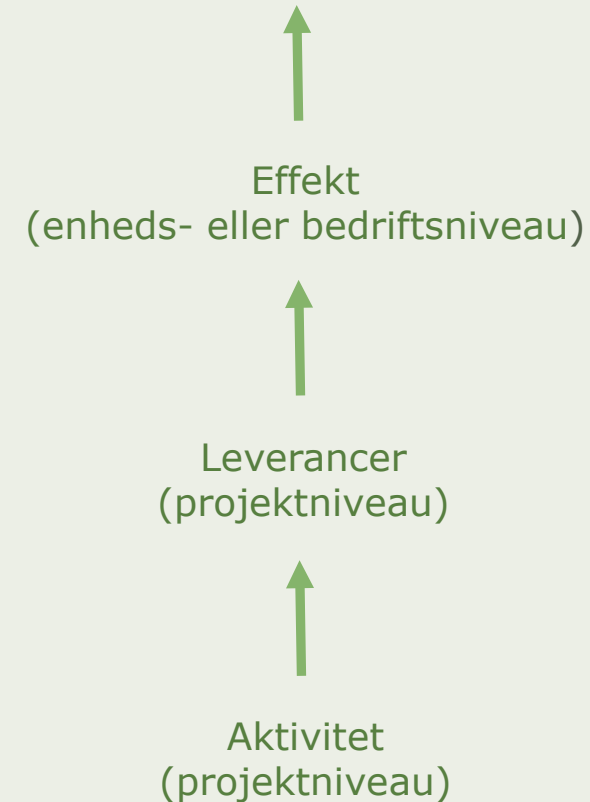 Effekt
(enheds- eller bedriftsniveau)
Leverancer
(projektniveau)
Aktivitet
(projektniveau)